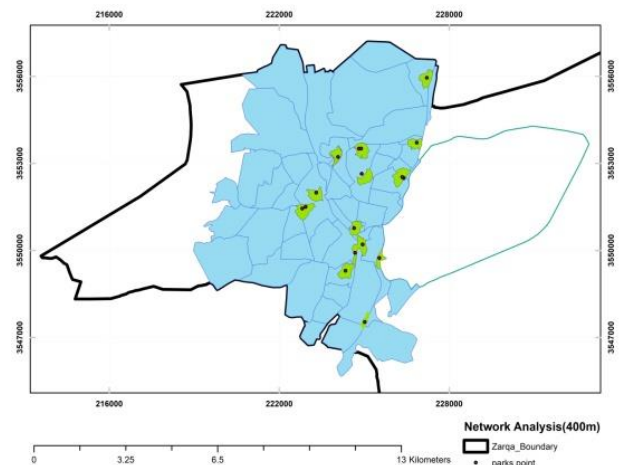 216000 222000 228000
3556000 3556000
3553000 3553000
3550000 3550000
3547000 3547000
216000 222000 228000
Network Analysis(400m)
Zarqa_Boundary
0 3.25 6.5 13 Kilometers
parks point